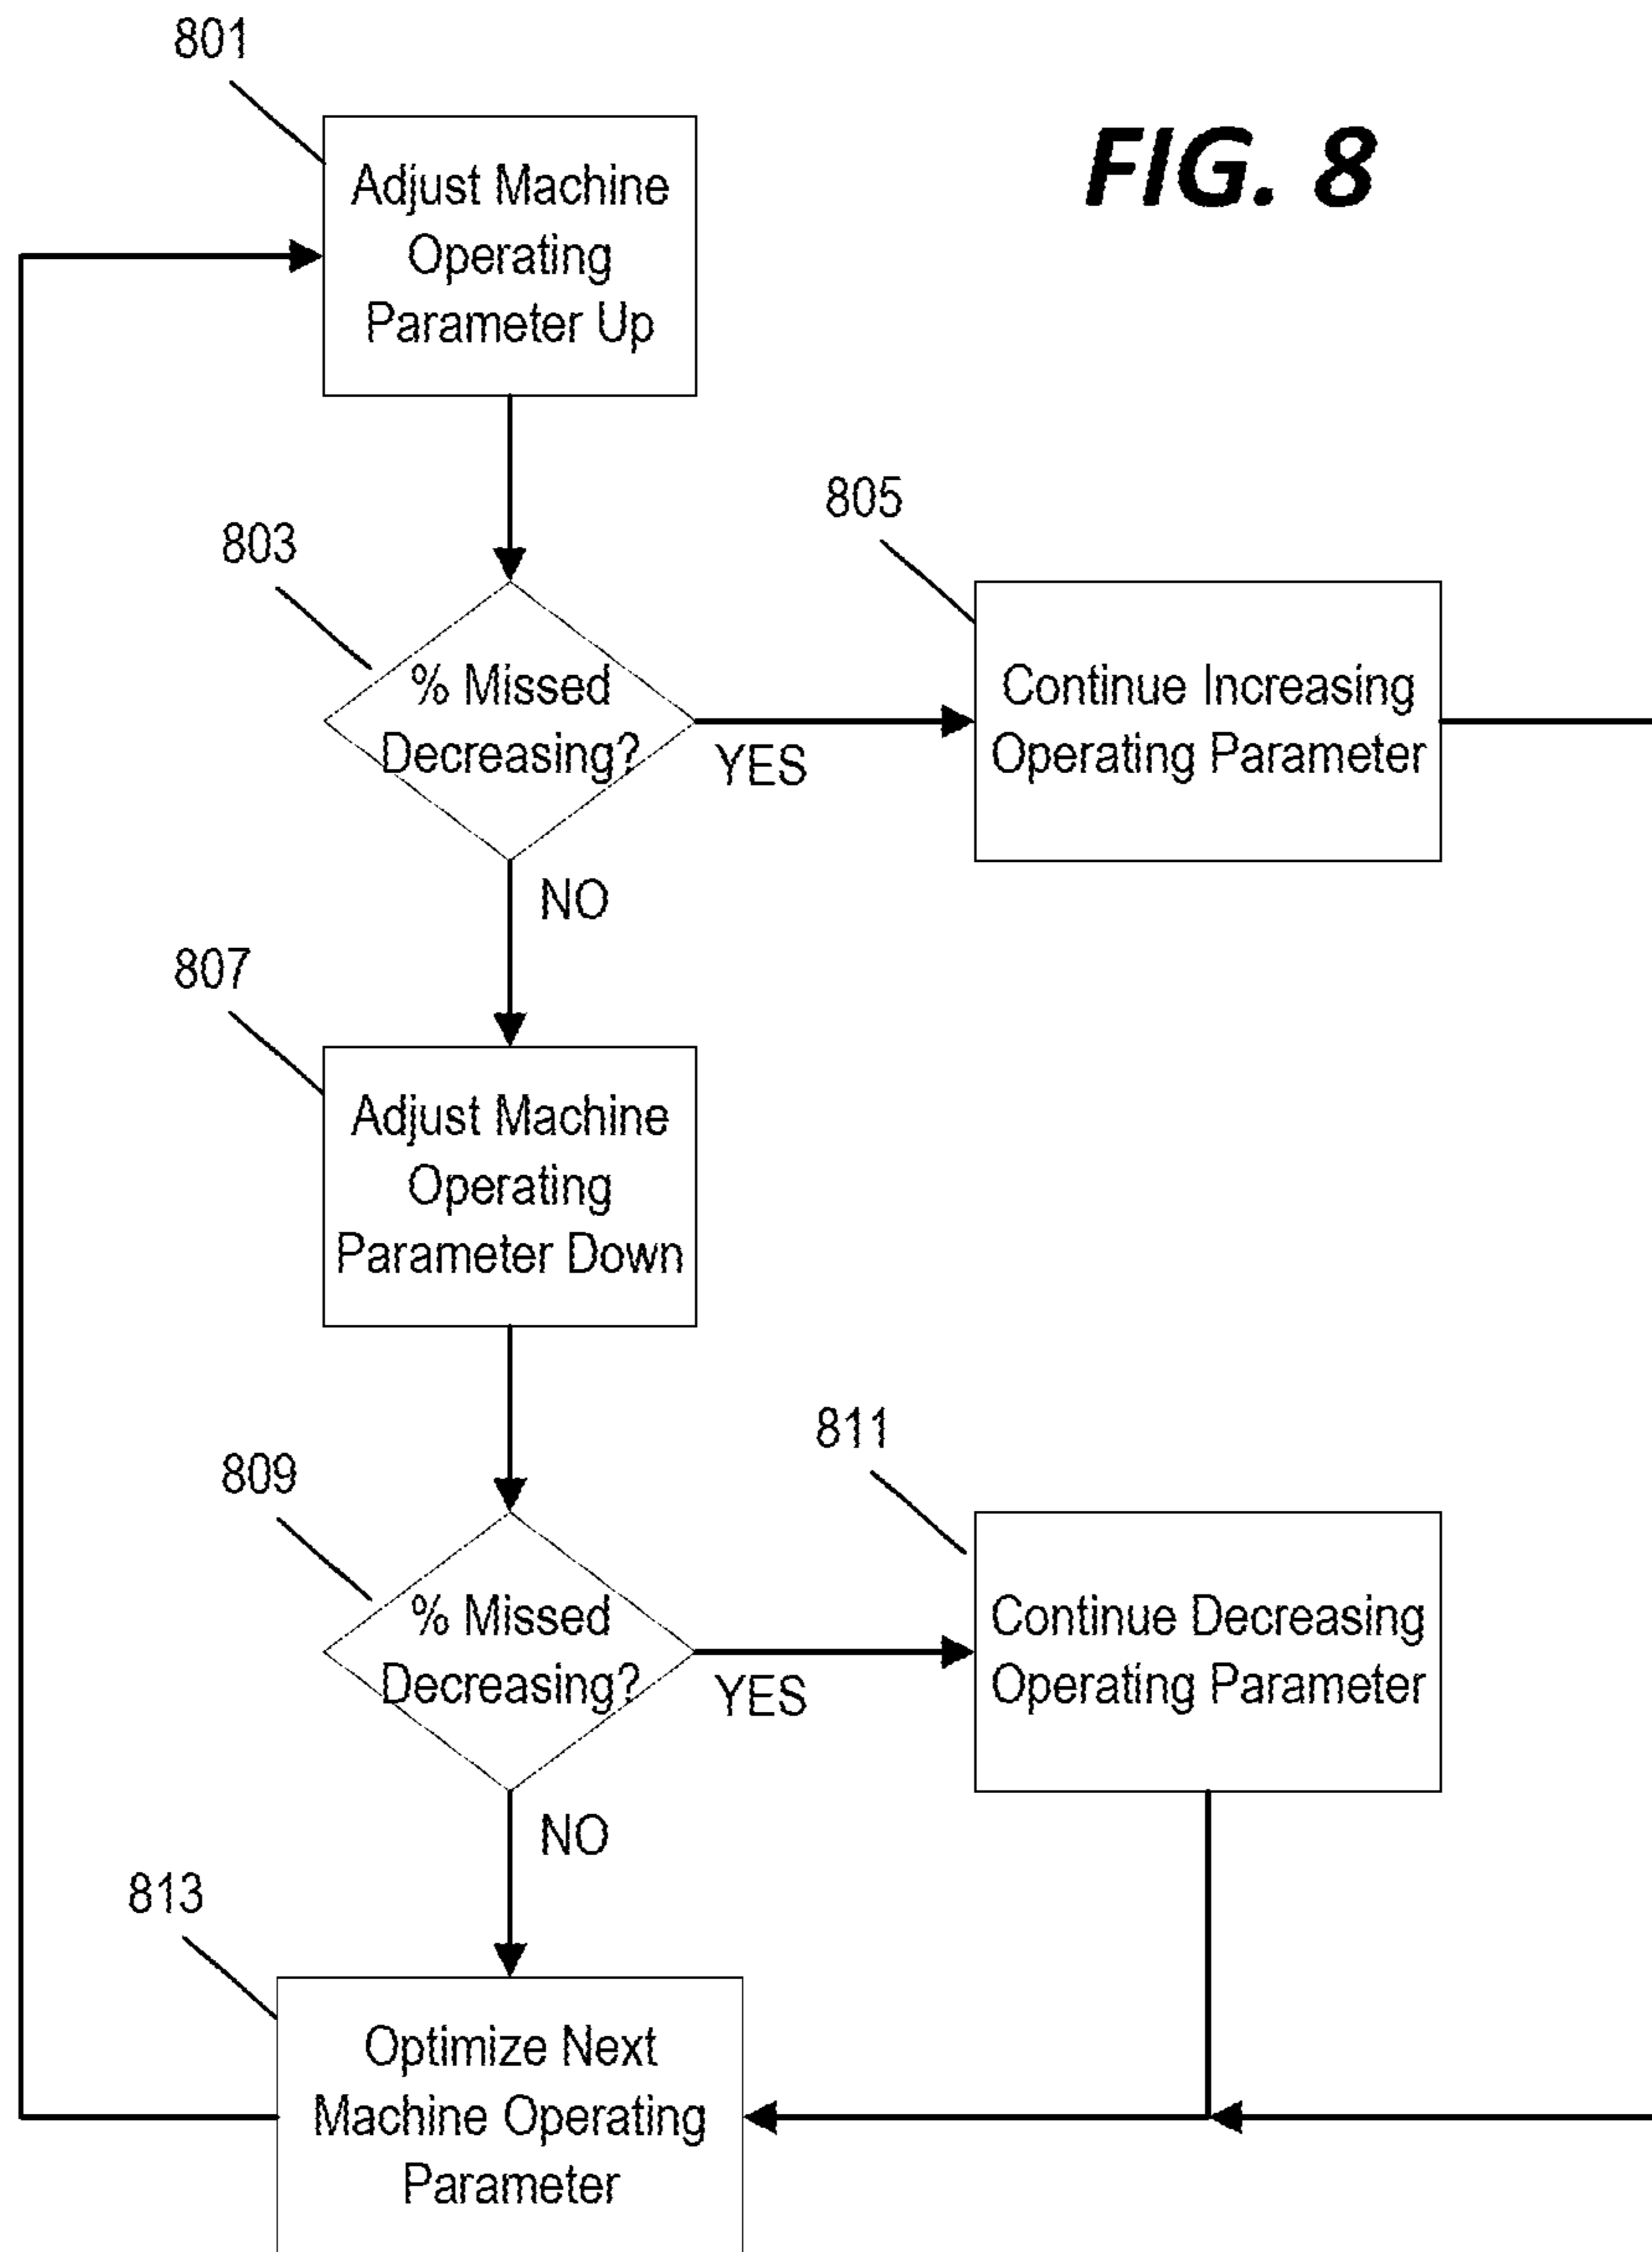 801
FIG. 8
Adjust Machine
Operating
Parameter Up
803
805
% Missed
Decreasing?
YES
Continue Increasing
Operating Parameter
NO
807
Adjust Machine
Operating
Parameter Down
809
811
% Missed
Decreasing?
YES
Continue Decreasing
Operating Parameter
NO
813
Optimize Next
Machine Operating
Parameter